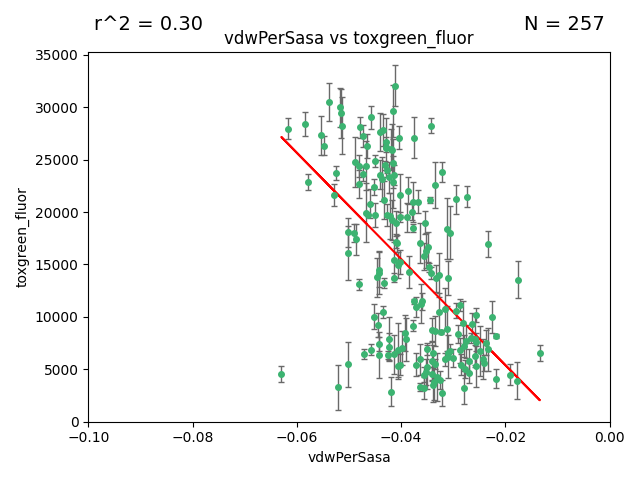 r^2 = 0.30
N = 257
vdwPerSasa vs toxgreen_fluor
35000
30000
25000
20000
15000
10000
5000
0
toxgreen_fluor
−0.10
−0.08
−0.06
−0.04
−0.02
0.00
vdwPerSasa